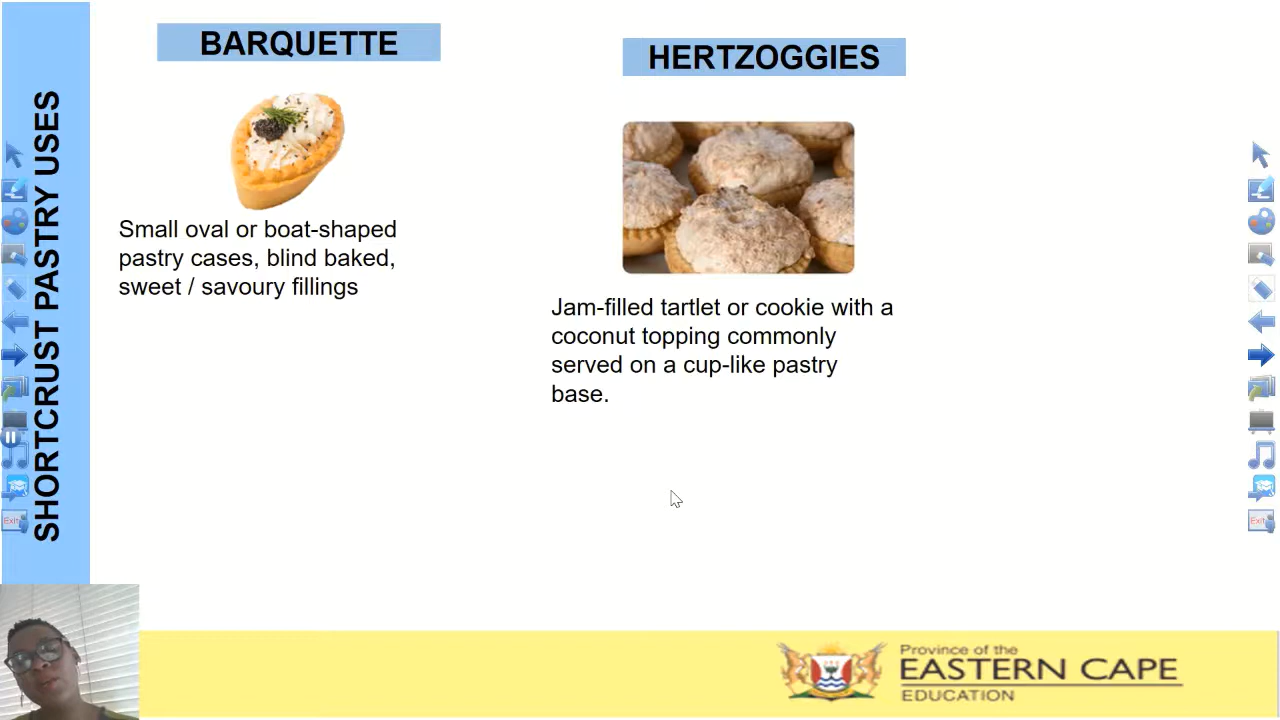 SHORTCRUST PASTRY USES
BARQUETTE
Small oval or boat-shaped
pastry cases, blind baked,
sweet / savoury fillings
HERTZOGGIES
Jam-filled tartlet or cookie with a
coconut topping commonly
served on a cup-like pastry
base.
Exit
Exit
Province of the
EASTERN CAPE
EDUCATION